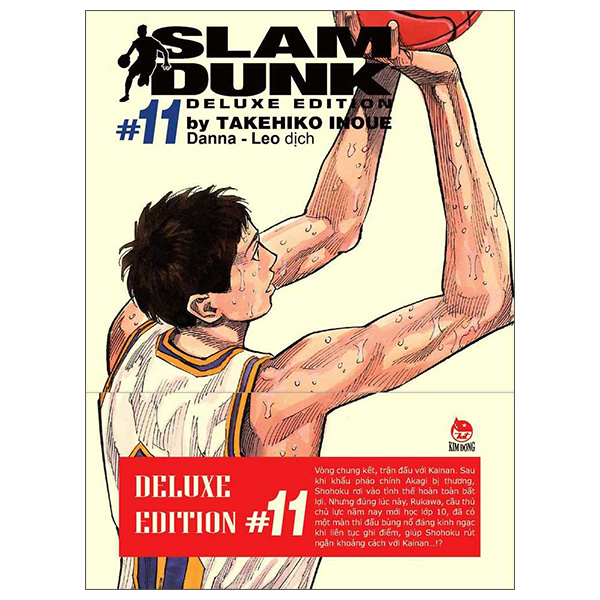 SLAM
DUNK
DELUXE EDITION
#11
by TAKEHIKO INOUE
Danna - Leo dịch
KIM ĐỒNG
DELUXE
EDITION #11
Vòng chung kết, trận đấu với Kainan. Sau
khi khẩu pháo chính Akagi bị thương,
Shohoku rơi vào tình thế hoàn toàn bất
lợi. Nhưng đúng lúc này, Rukawa, cầu thủ
chủ lực năm nay mới học lớp 10, đã có
một màn thi đấu bùng nổ đáng kinh ngạc
khi liên tục ghi điểm, giúp Shohoku rút
ngắn khoảng cách với Kainan...!?